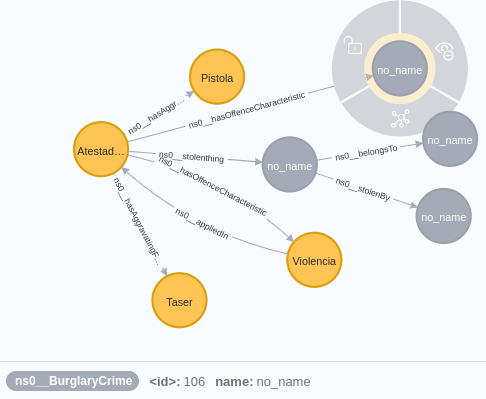 Pistola
no_name
ns0__hasAggr…
ns0__hasOffenceCharacteristic
Atestad…
no_name
ns0__belongsTo
ns0__stolenthing
no_name
ns0__hasOffenceCharacteristic
ns0__stolenBy
no_name
ns0__hasAggravatingF…
ns0__appliedIn
Violencia
Taser
ns0__BurglaryCrime <id>: 106 name: no_name